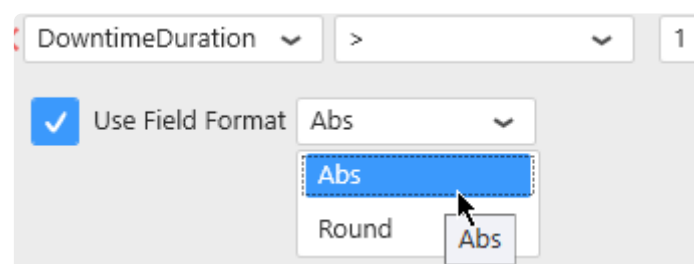 DowntimeDuration > 1
Use Field Format Abs
Abs
Round
Abs